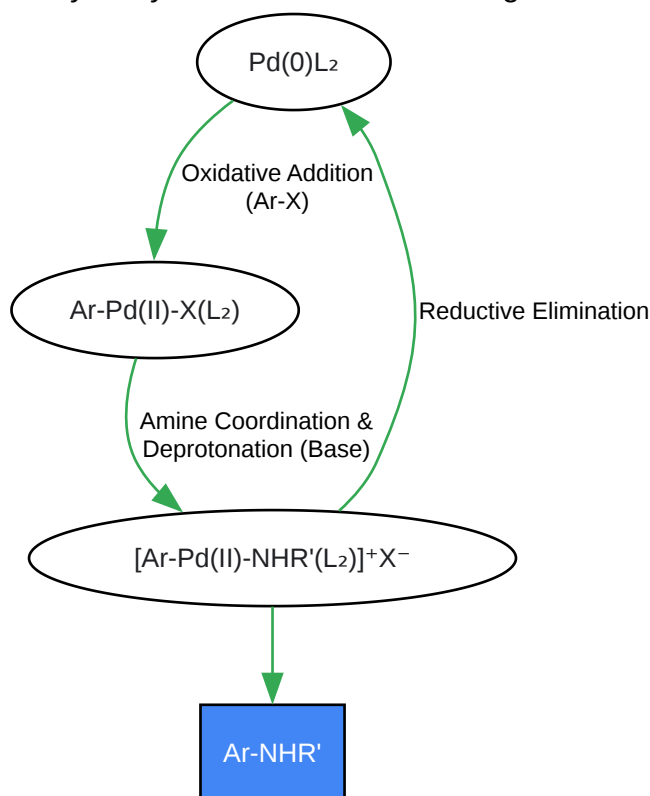 Pd(0)L₂
Oxidative Addition
(Ar-X)
Ar-Pd(II)-X(L₂)
Reductive Elimination
Amine Coordination &
Deprotonation (Base)
[Ar-Pd(II)-NHR'(L₂)]⁺X⁻
Ar-NHR'